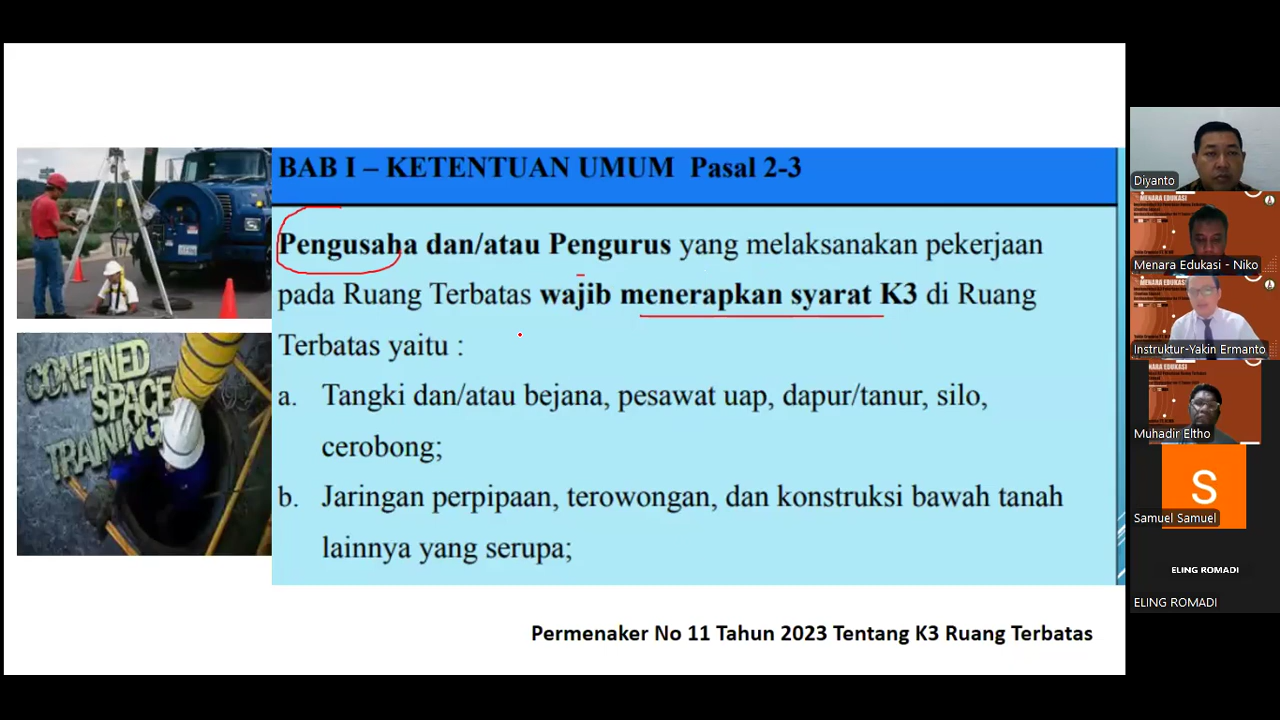 BAB I – KETENTUAN UMUM Pasal 2-3
Pengusaha dan/atau Pengurus yang melaksanakan pekerjaan
pada Ruang Terbatas wajib menerapkan syarat K3 di Ruang
Terbatas yaitu :
a. Tangki dan/atau bejana, pesawat uap, dapur/tanur, silo,
cerobong;
b. Jaringan perpipaan, terowongan, dan konstruksi bawah tanah
lainnya yang serupa;
CONFINED
SPACE
TRAINING
Permenaker No 11 Tahun 2023 Tentang K3 Ruang Terbatas
Diyanto
MENARA EDUKASI
Menara Edukasi - Niko
MENARA EDUKASI
Instruktur-Yakin Ermanto
Muhadir Eltho
S
Samuel Samuel
ELING ROMADI
ELING ROMADI